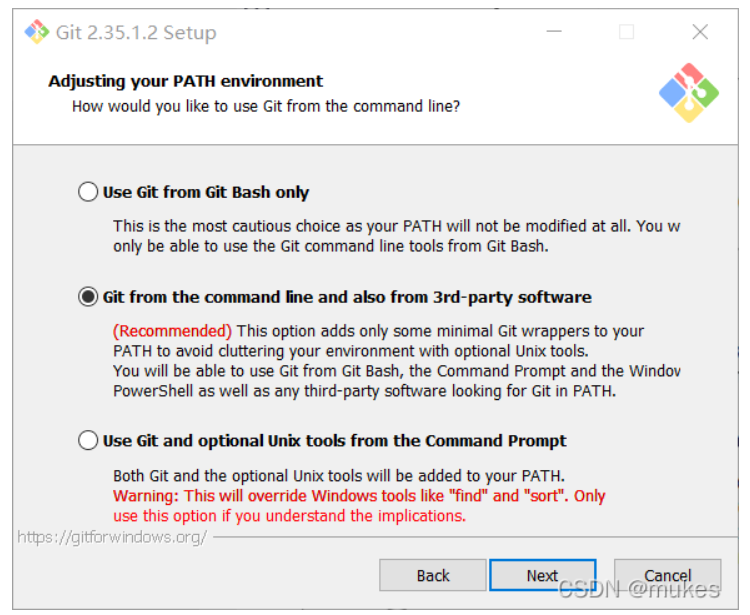 Git 2.35.1.2 Setup
Adjusting your PATH environment
How would you like to use Git from the command line?
Use Git from Git Bash only
This is the most cautious choice as your PATH will not be modified at all. You w
only be able to use the Git command line tools from Git Bash.
Git from the command line and also from 3rd-party software
(Recommended) This option adds only some minimal Git wrappers to your
PATH to avoid cluttering your environment with optional Unix tools.
You will be able to use Git from Git Bash, the Command Prompt and the Window
PowerShell as well as any third-party software looking for Git in PATH.
Use Git and optional Unix tools from the Command Prompt
Both Git and the optional Unix tools will be added to your PATH.
Warning: This will override Windows tools like "find" and "sort". Only
use this option if you understand the implications.
https://gitforwindows.org/
Back Next Cancel
CSDN @mukes